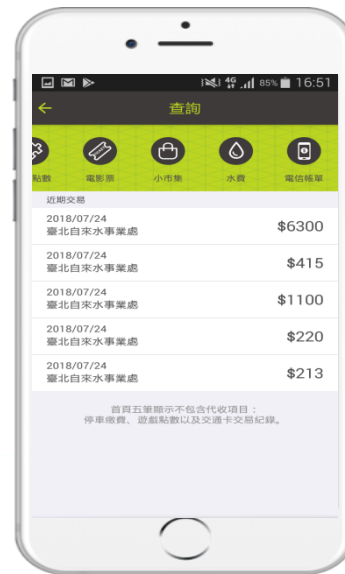 4G 85% 16:51
查詢
點數 電影票 小市集 水費 電信帳單
近期交易
2018/07/24
臺北自來水事業處 $6300
2018/07/24
臺北自來水事業處 $415
2018/07/24
臺北自來水事業處 $1100
2018/07/24
臺北自來水事業處 $220
2018/07/24
臺北自來水事業處 $213
首頁五筆顯示不包含代收項目：
停車繳費、遊戲點數以及交通卡交易紀錄。